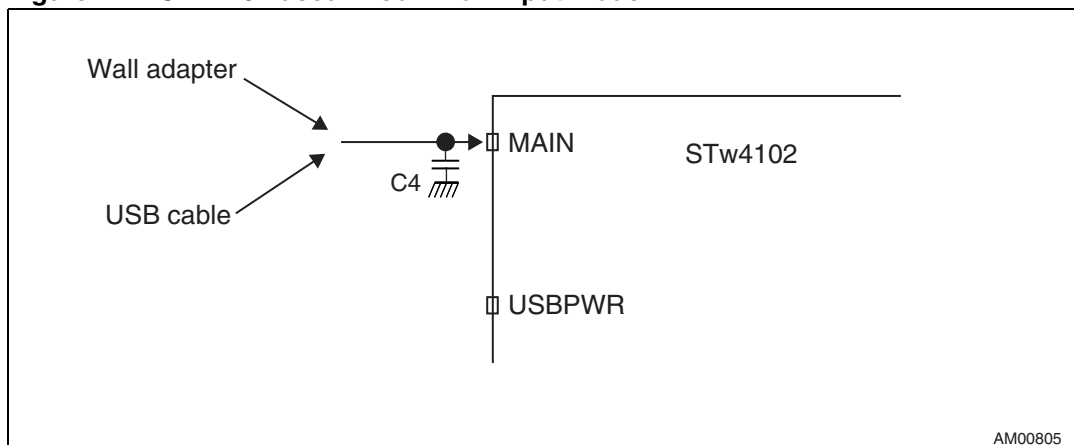 Wall adapter
MAIN
STw4102
C4
USB cable
USBPWR
AM00805